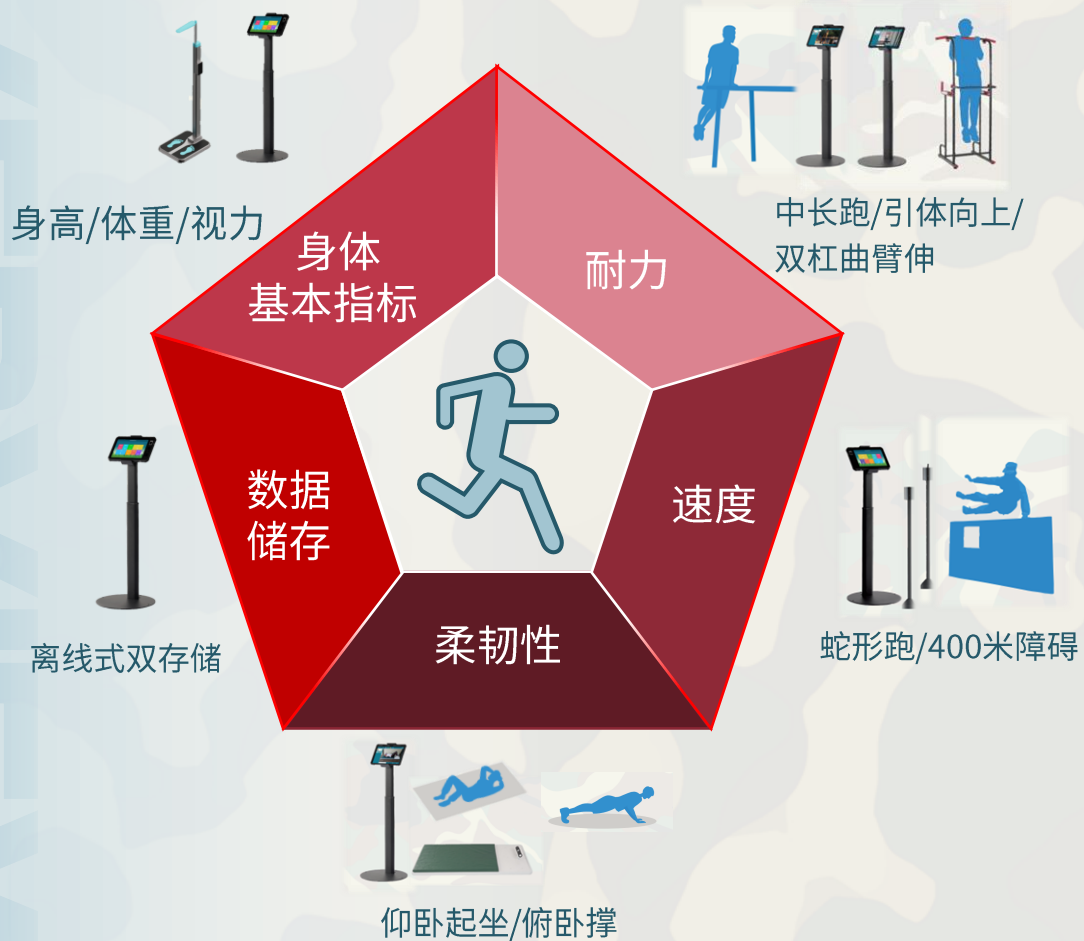 身高/体重/视力
身体
基本指标
耐力
中长跑/引体向上/
双杠曲臂伸
数据
储存
速度
离线式双存储
柔韧性
蛇形跑/400米障碍
仰卧起坐/俯卧撑